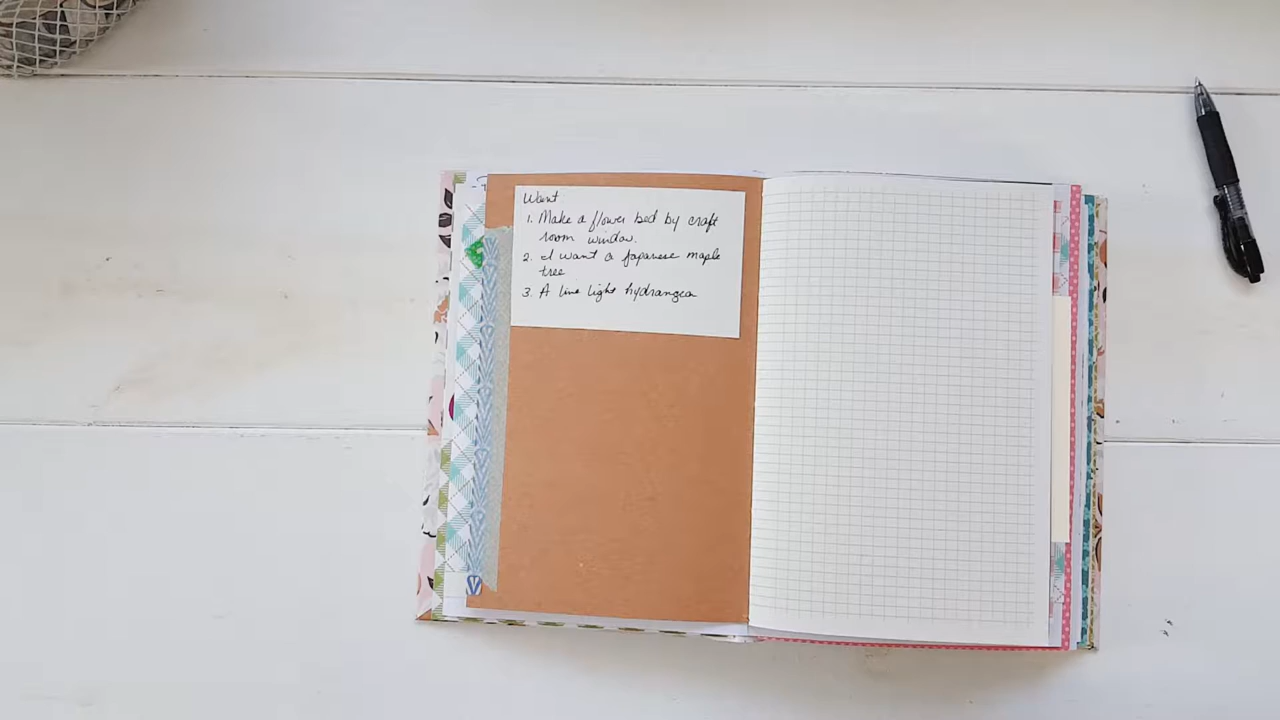 Want
1. Make a flower bed by craft
room window.
2. I want a Japanese maple
tree
3. A lime light hydrangea